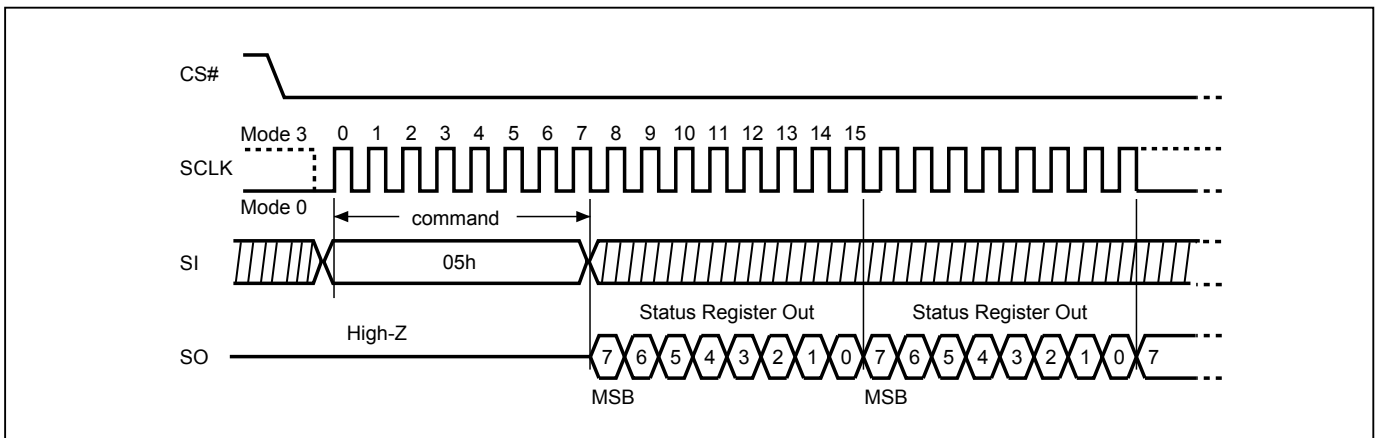 CS#
Mode 3 0 1 2 3 4 5 6 7 8 9 10 11 12 13 14 15
SCLK
Mode 0
command
SI
05h
Status Register Out Status Register Out
High-Z
SO
7 6 5 4 3 2 1 0 7 6 5 4 3 2 1 0 7
MSB MSB